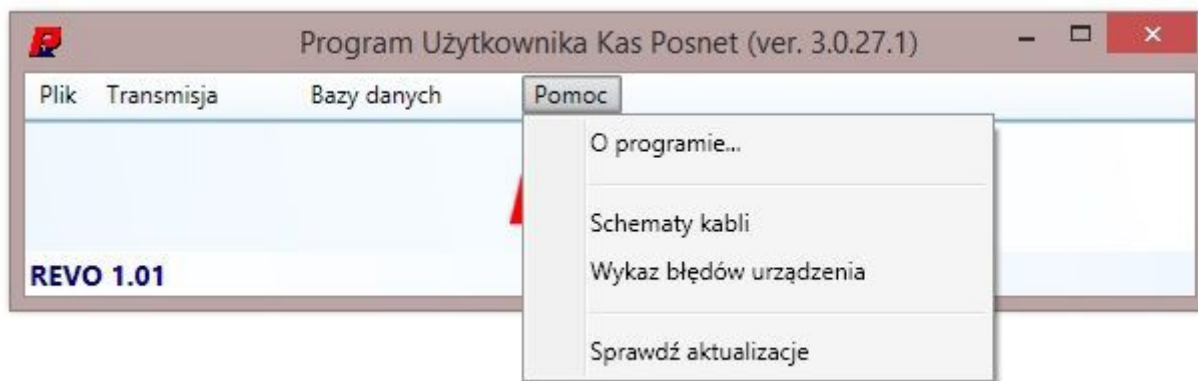 Program Użytkownika Kas Posnet (ver. 3.0.27.1)
Plik Transmisja Bazy danych Pomoc
O programie...
Schematy kabli
Wykaz błędów urządzenia
Sprawdź aktualizacje
REVO 1.01